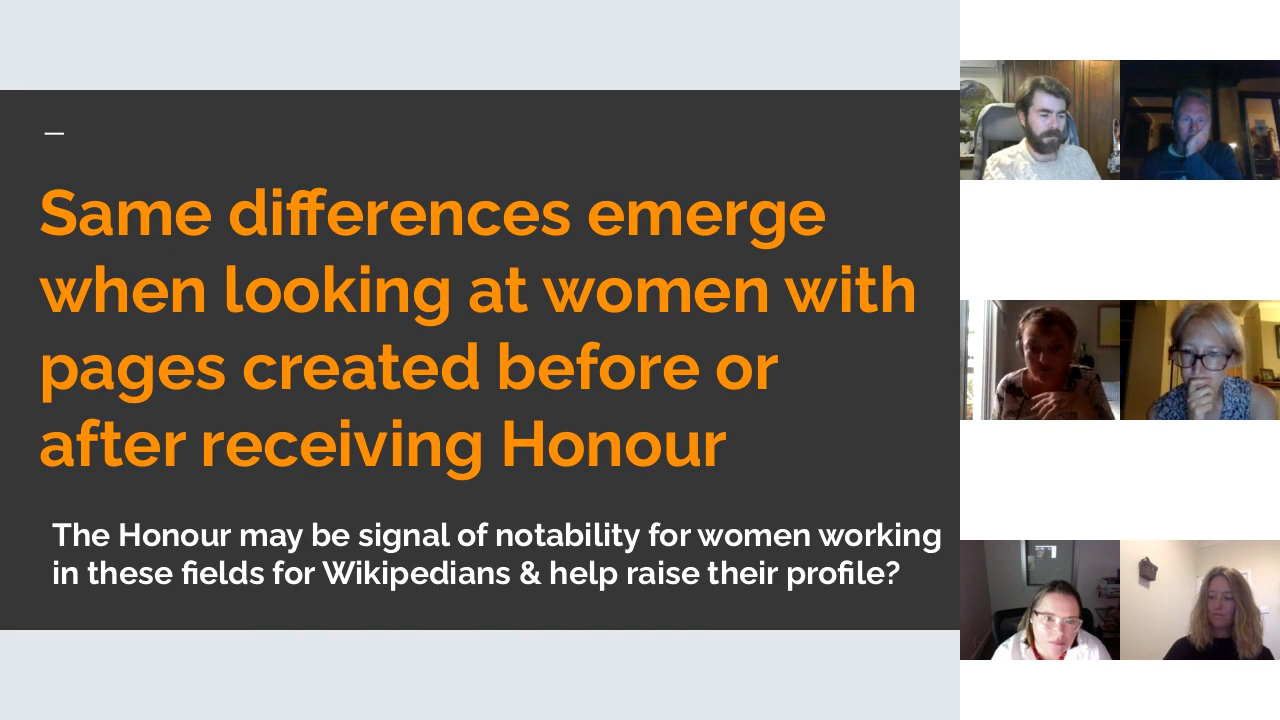 Same differences emerge
when looking at women with
pages created before or
after receiving Honour
The Honour may be signal of notability for women working
in these fields for Wikipedians & help raise their profile?